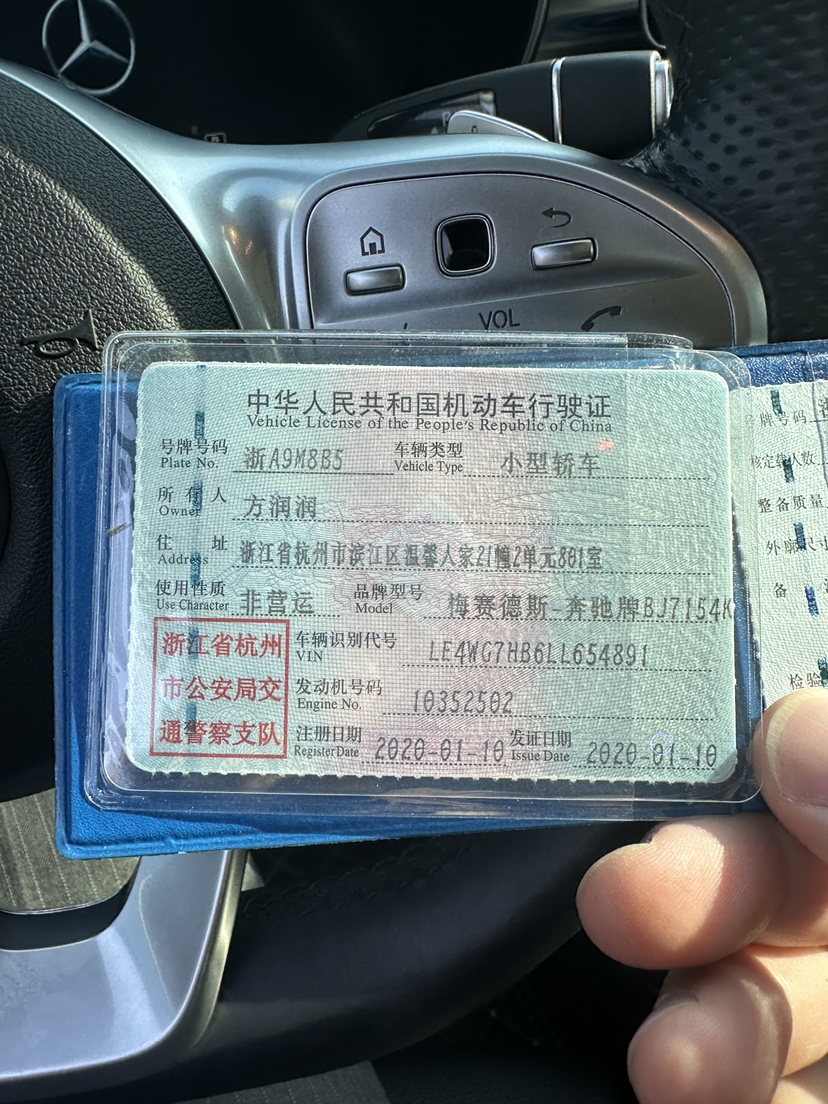 VOL
中华人民共和国机动车行驶证
Vehicle License of the People's Republic of China
号牌号码 浙A9M8B5 车辆类型 小型轿车
Plate No. Vehicle Type
所有人 方润润
Owner
住址 浙江省杭州市滨江区温馨人家21幢2单元801室
Address
使用性质 非营运 品牌型号 梅赛德斯-奔驰牌BJ7154K
Use Character Model
浙江省杭州
市公安局交
通警察支队
车辆识别代号 LE4WG7HB6LL654891
VIN
发动机号码 10352502
Engine No.
注册日期 2020-01-10 发证日期 2020-01-10
Register Date Issue Date
号牌号码
核定载人数
整备质量
外廓尺寸
备
检验